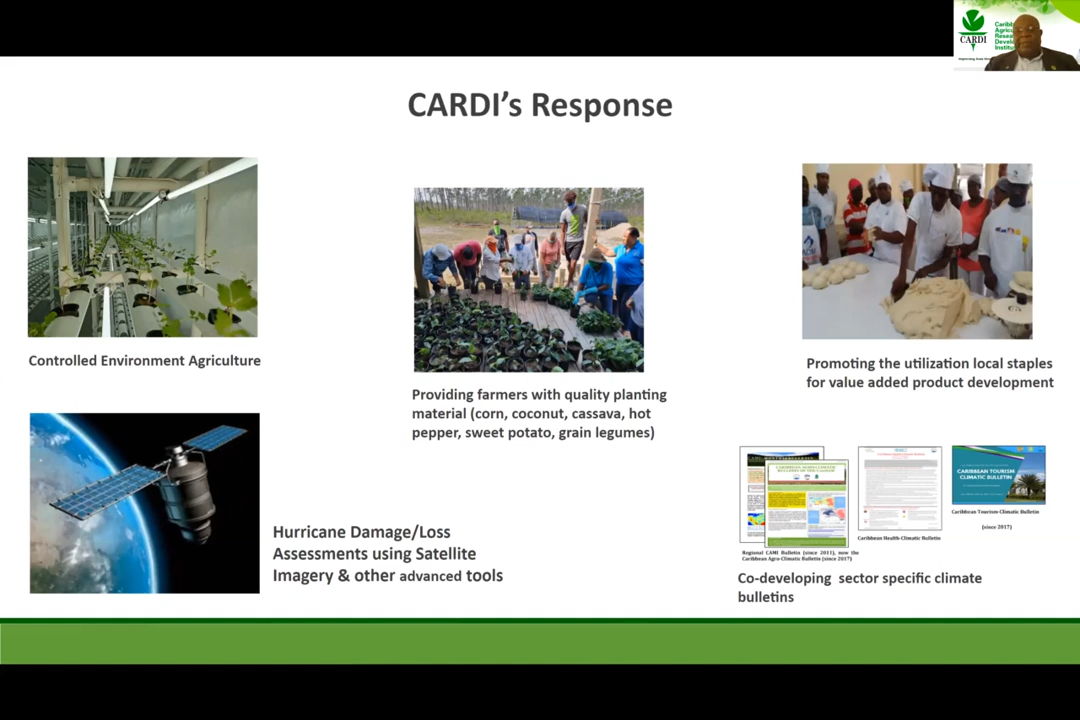 CARDI
CARDI's Response
Controlled Environment Agriculture
Providing farmers with quality planting
material (corn, coconut, cassava, hot
pepper, sweet potato, grain legumes)
Promoting the utilization local staples
for value added product development
Hurricane Damage/Loss
Assessments using Satellite
Imagery & other advanced tools
CARIBBEAN TOURISM
CLIMATIC BULLETIN
Regional CAMI Bulletin (since 2011), now the
Caribbean Agro-Climatic Bulletin (since 2017)
Caribbean Health-Climatic Bulletin
Caribbean Tourism-Climatic Bulletin
(since 2017)
Co-developing sector specific climate
bulletins